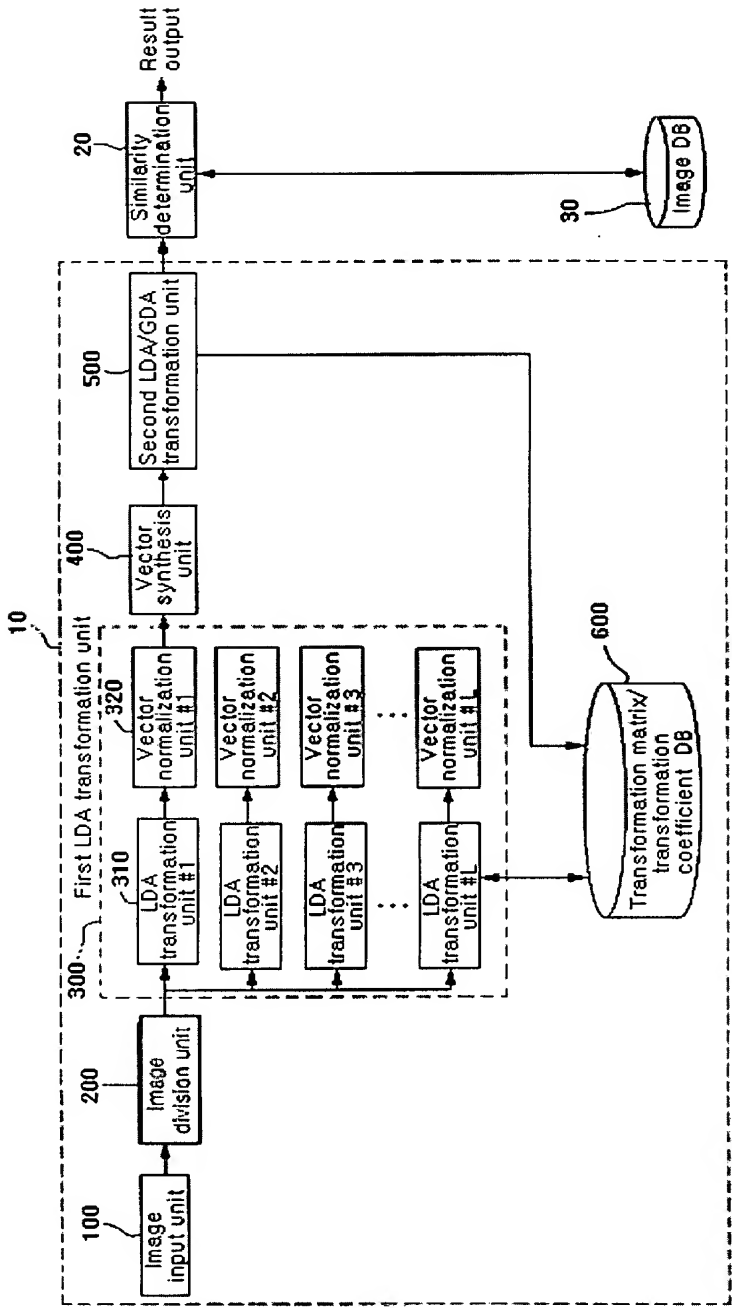 10
300
First LDA transformation unit
100
Image
input unit
200
Image
division unit
310
LDA
transformation
unit #1
320
Vector
normalization
unit #1
LDA
transformation
unit #2
Vector
normalization
unit #2
LDA
transformation
unit #3
Vector
normalization
unit #3
...
...
LDA
transformation
unit #L
Vector
normalization
unit #L
400
Vector
synthesis
unit
500
Second LDA/GDA
transformation unit
20
Similarity
determination
unit
Result
output
600
Transformation matrix/
transformation
coefficient DB
30
Image DB